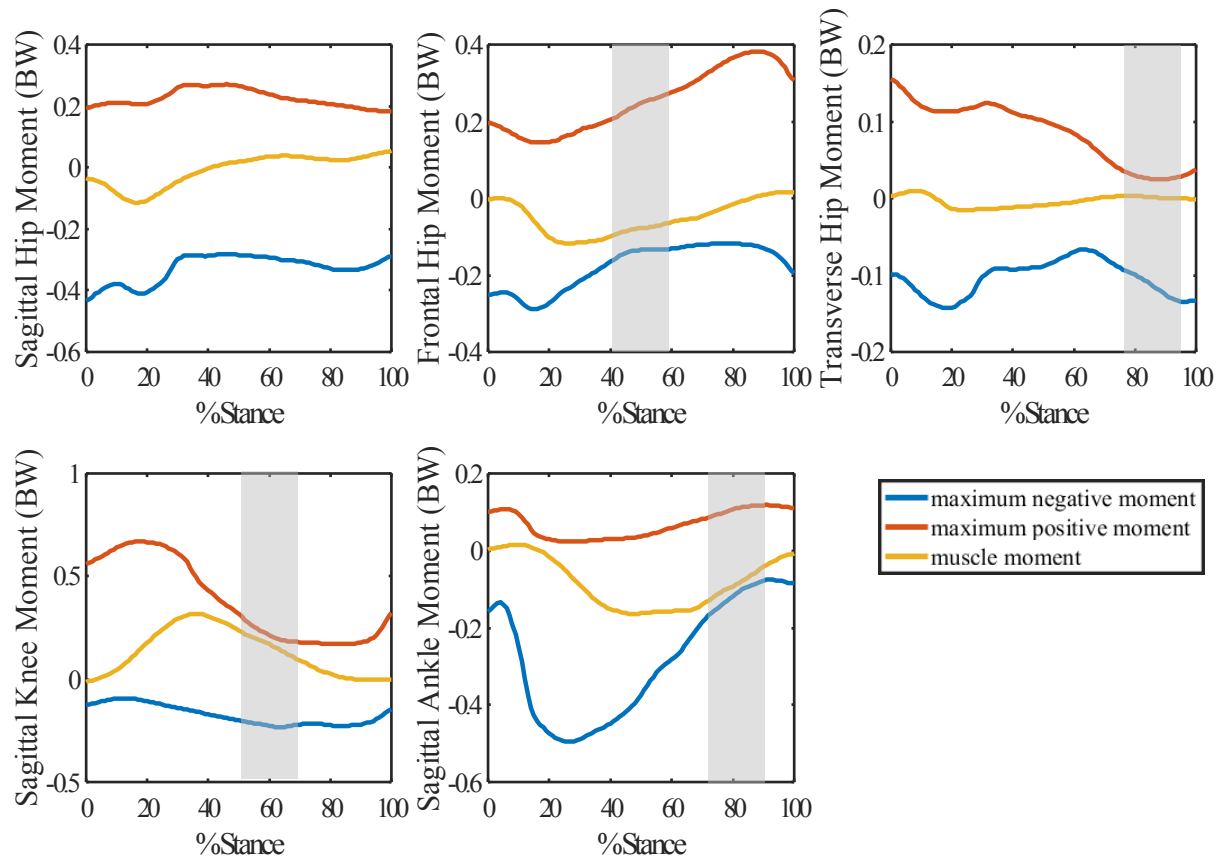 Sagittal Hip Moment (BW)
0.4
0.2
0
-0.2
-0.4
-0.6
0 20 40 60 80 100
%Stance
Frontal Hip Moment (BW)
0.4
0.2
0
-0.2
-0.4
0 20 40 60 80 100
%Stance
Transverse Hip Moment (BW)
0.2
0.1
0
-0.1
-0.2
0 20 40 60 80 100
%Stance
Sagittal Knee Moment (BW)
1
0.5
0
-0.5
0 20 40 60 80 100
%Stance
Sagittal Ankle Moment (BW)
0.2
0
-0.2
-0.4
-0.6
0 20 40 60 80 100
%Stance
maximum negative moment
maximum positive moment
muscle moment